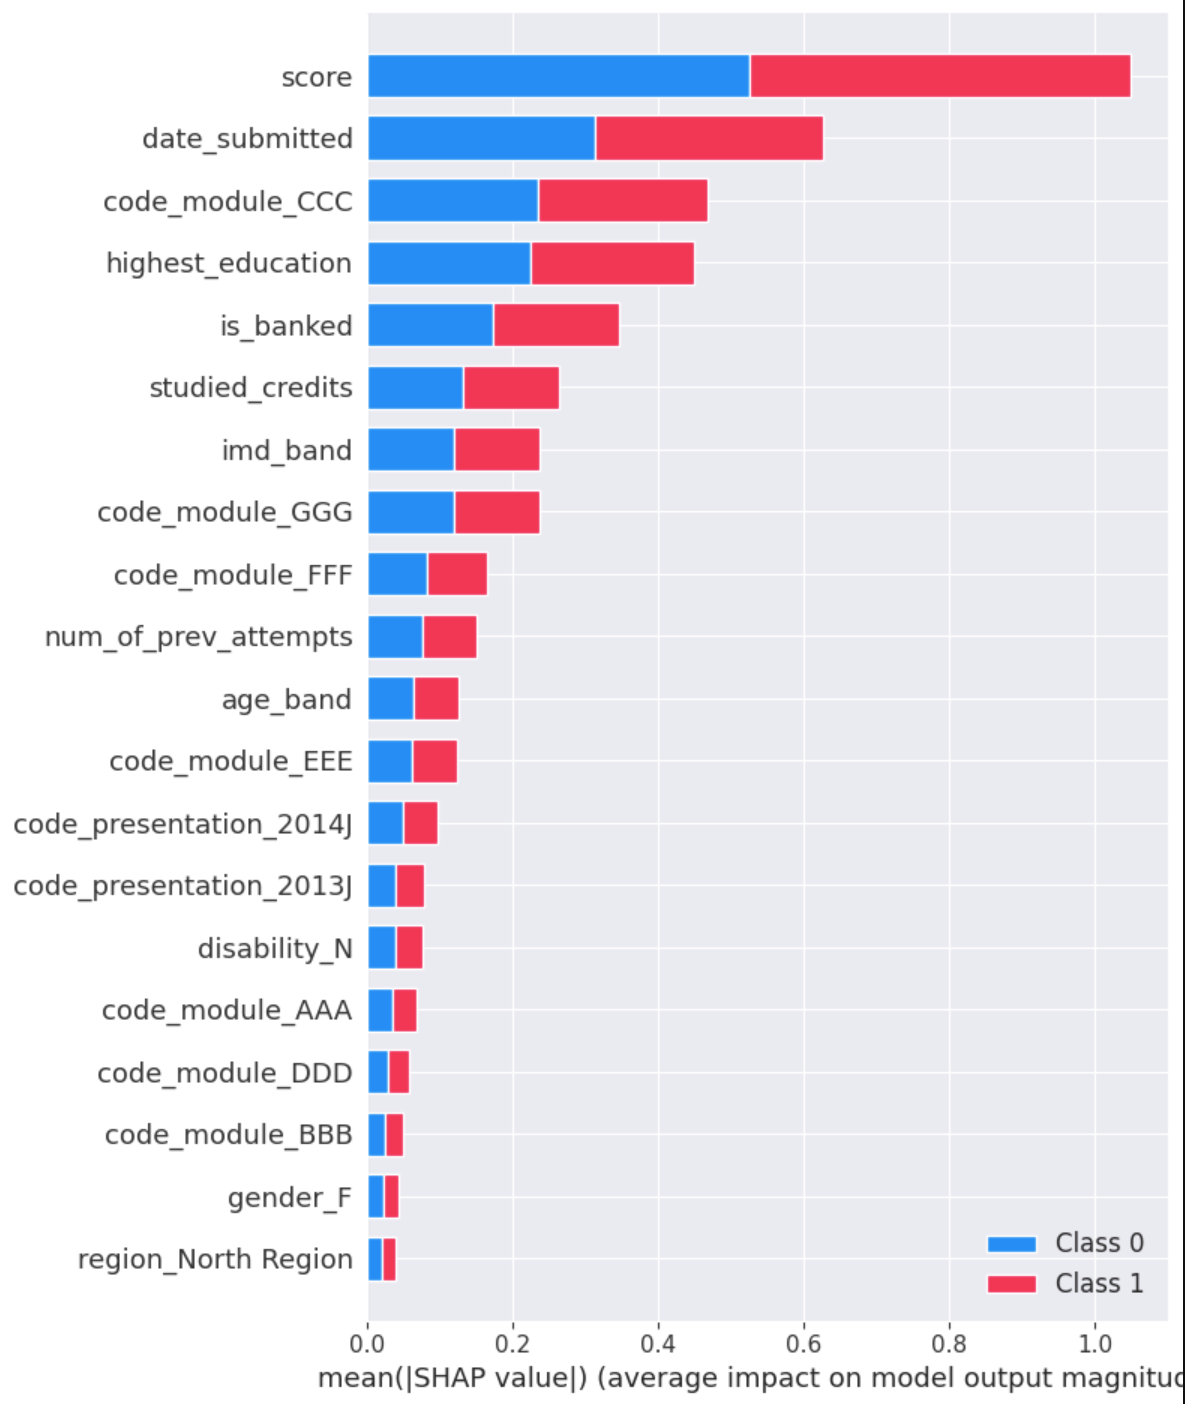 score
date_submitted
code_module_CCC
highest_education
is_banked
studied_credits
imd_band
code_module_GGG
code_module_FFF
num_of_prev_attempts
age_band
code_module_EEE
code_presentation_2014J
code_presentation_2013J
disability_N
code_module_AAA
code_module_DDD
code_module_BBB
gender_F
region_North Region
Class 0
Class 1
0.0 0.2 0.4 0.6 0.8 1.0
mean(|SHAP value|) (average impact on model output magnitud